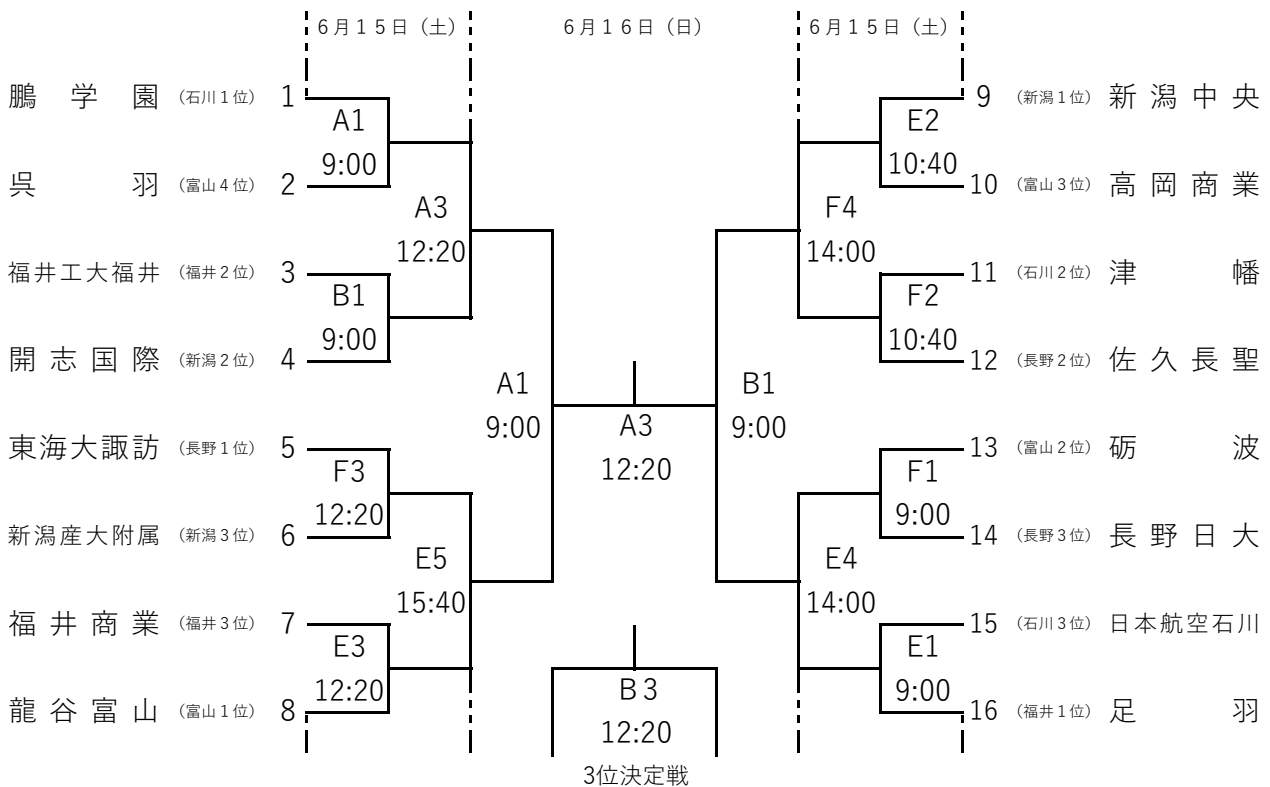 6月15日（土） 6月16日（日） 6月15日（土）
鵬学園 （石川1位） 1
A1
9:00
呉羽 （富山4位） 2
A3
12:20
福井工大福井 （福井2位） 3
B1
9:00
開志国際 （新潟2位） 4
A1
9:00
東海大諏訪 （長野1位） 5
F3
12:20
新潟産大附属 （新潟3位） 6
E5
15:40
福井商業 （福井3位） 7
E3
12:20
龍谷富山 （富山1位） 8
A3
12:20
B3
12:20
3位決定戦
9 （新潟1位） 新潟中央
E2
10:40
10 （富山3位） 高岡商業
F4
14:00
11 （石川2位） 津幡
F2
10:40
12 （長野2位） 佐久長聖
B1
9:00
13 （富山2位） 砺波
F1
9:00
14 （長野3位） 長野日大
E4
14:00
15 （石川3位） 日本航空石川
E1
9:00
16 （福井1位） 足羽